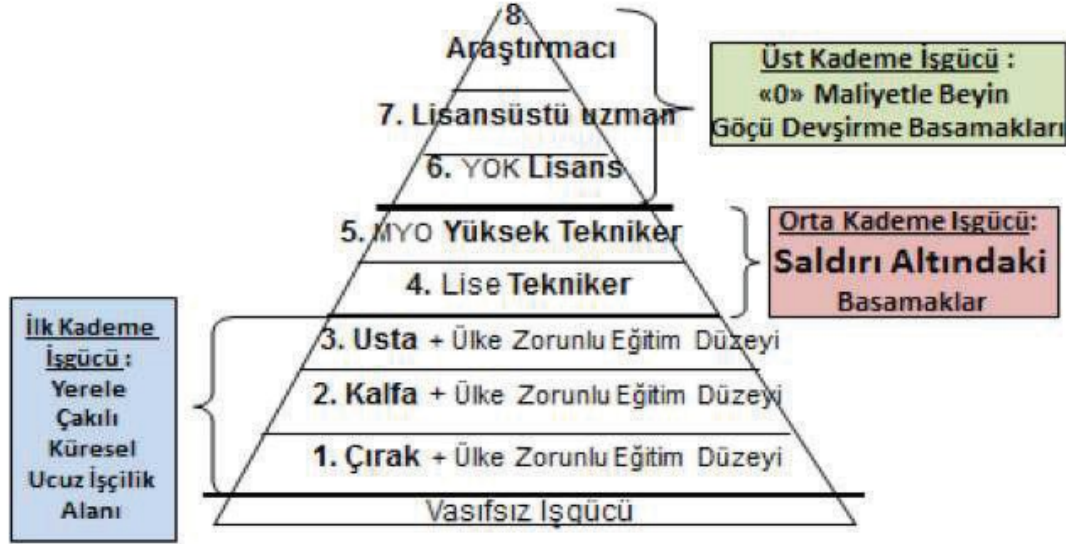 8.
Araştırmacı
7. Lisansüstü uzman
6. YOK Lisans
5. MYO Yüksek Tekniker
4. Lise Tekniker
3. Usta + Ülke Zorunlu Eğitim Düzeyi
2. Kalfa + Ülke Zorunlu Eğitim Düzeyi
1. Çırak + Ülke Zorunlu Eğitim Düzeyi
Vasıfsız Işgücü
Üst Kademe İşgücü :
«0» Maliyetle Beyin
Göçü Devşirme Basamakları
Orta Kademe Işgücü:
Saldırı Altındaki
Basamaklar
İlk Kademe
İşgücü :
Yerele
Çakılı
Küresel
Ucuz İşçilik
Alanı